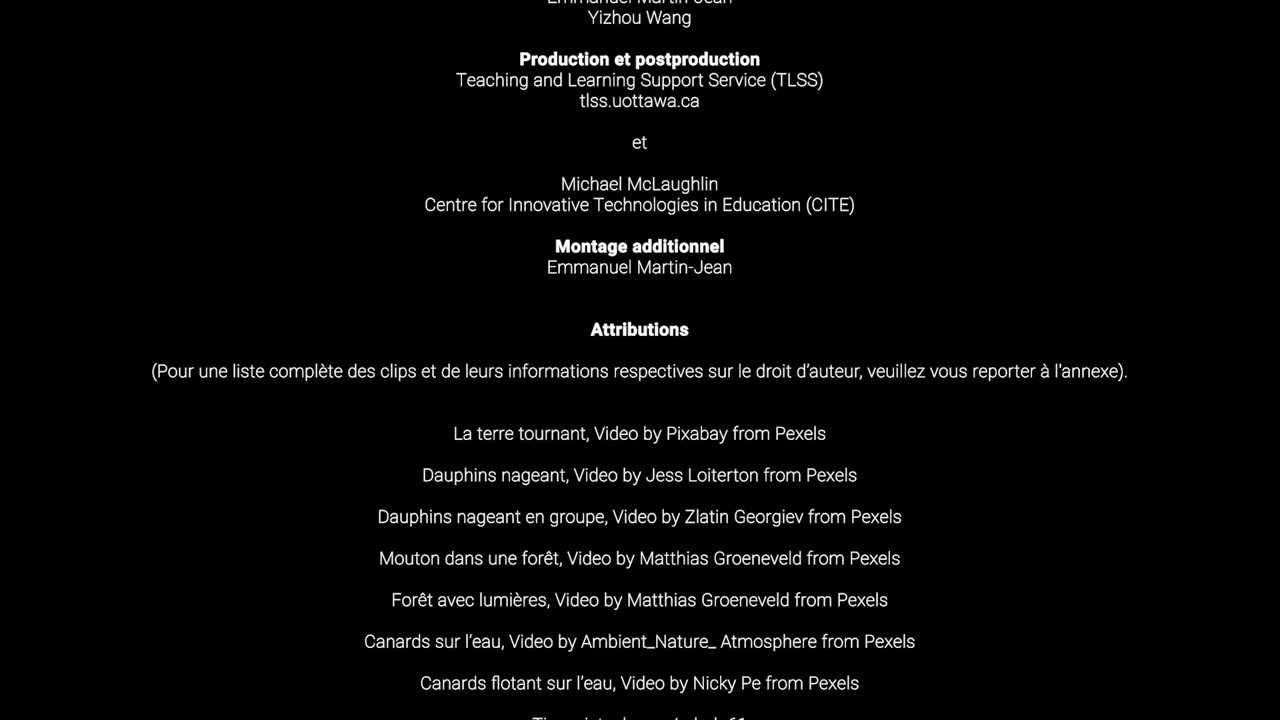 Emmanuel Martin-Jean
Yizhou Wang
Production et postproduction
Teaching and Learning Support Service (TLSS)
tlss.uottawa.ca
et
Michael McLaughlin
Centre for Innovative Technologies in Education (CITE)
Montage additionnel
Emmanuel Martin-Jean
Attributions
(Pour une liste complète des clips et de leurs informations respectives sur le droit d’auteur, veuillez vous reporter à l'annexe).
La terre tournant, Video by Pixabay from Pexels
Dauphins nageant, Video by Jess Loiterton from Pexels
Dauphins nageant en groupe, Video by Zlatin Georgiev from Pexels
Mouton dans une forêt, Video by Matthias Groeneveld from Pexels
Forêt avec lumières, Video by Matthias Groeneveld from Pexels
Canards sur l’eau, Video by Ambient_Nature_ Atmosphere from Pexels
Canards flotant sur l’eau, Video by Nicky Pe from Pexels